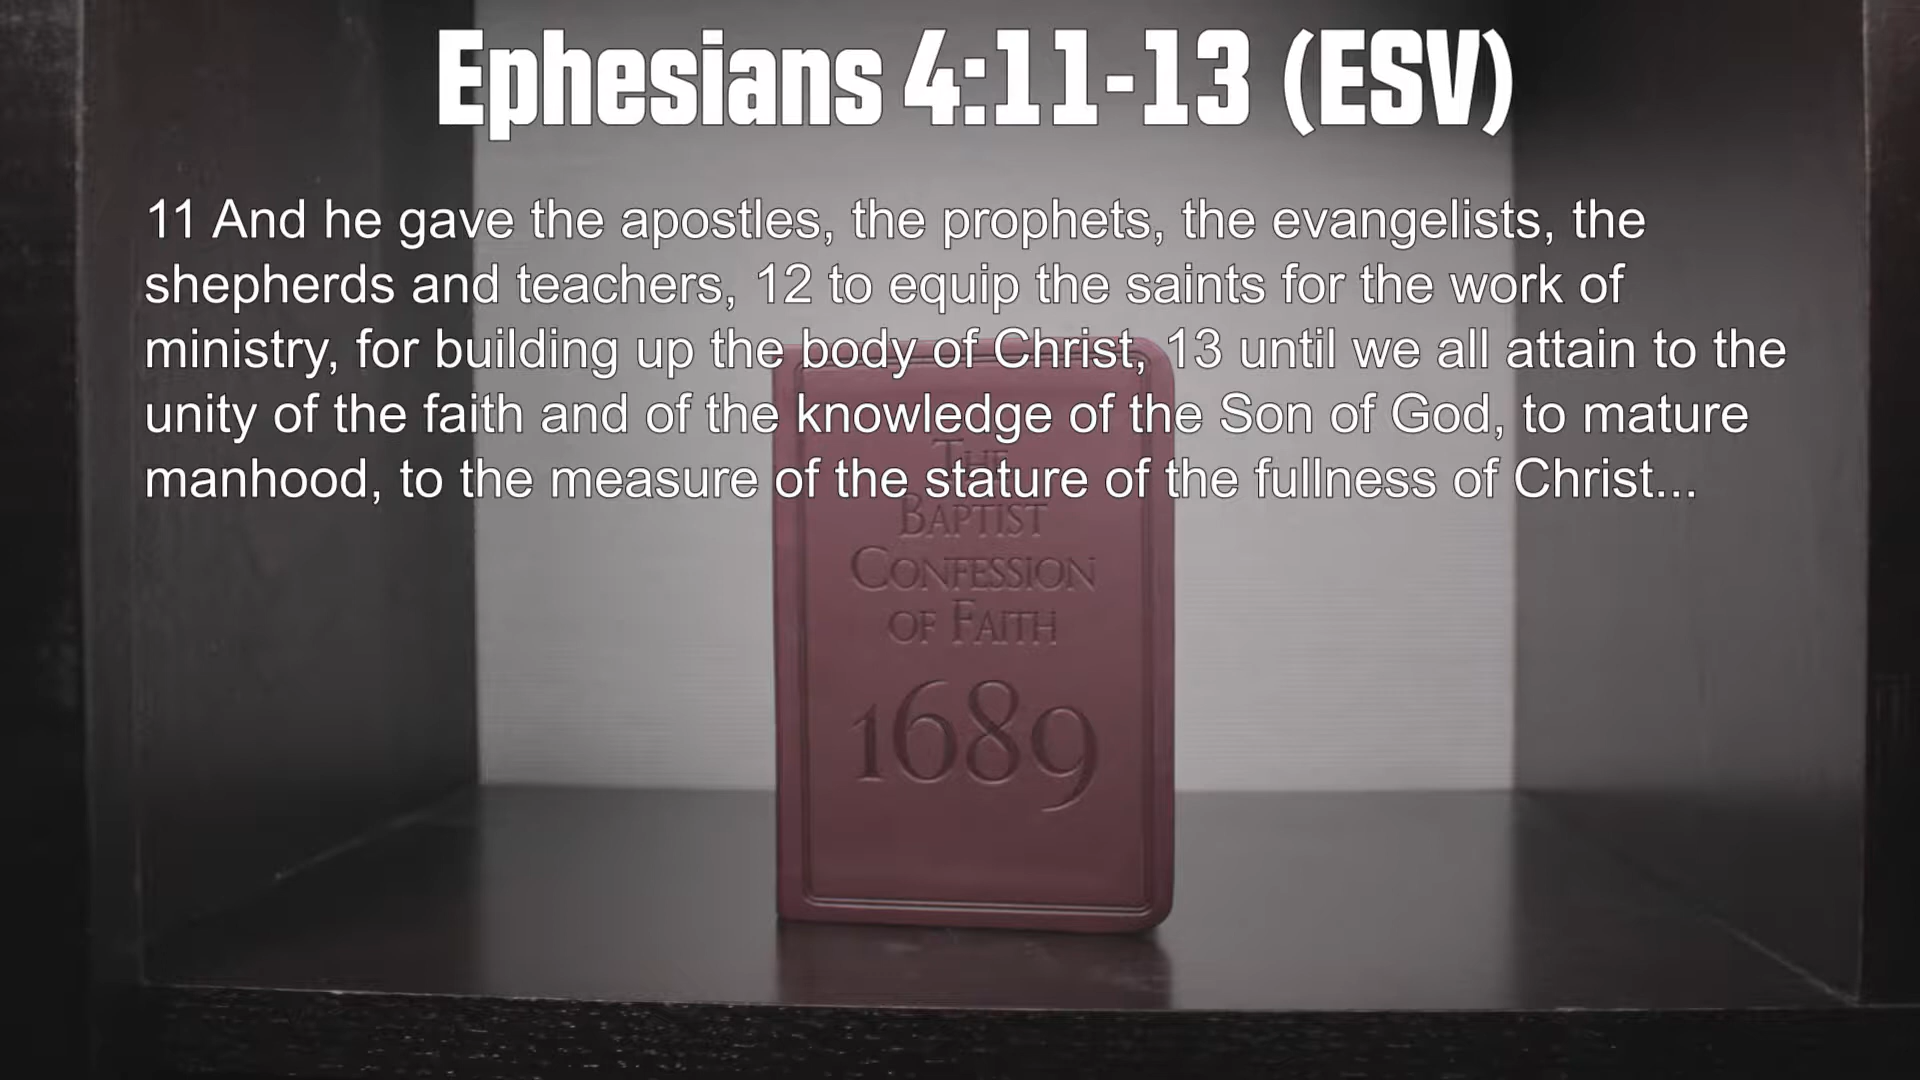 Ephesians 4:11-13 (ESV)
11 And he gave the apostles, the prophets, the evangelists, the
shepherds and teachers, 12 to equip the saints for the work of
ministry, for building up the body of Christ, 13 until we all attain to the
unity of the faith and of the knowledge of the Son of God, to mature
manhood, to the measure of the stature of the fullness of Christ...
THE
BAPTIST
CONFESSION
OF FAITH
1689